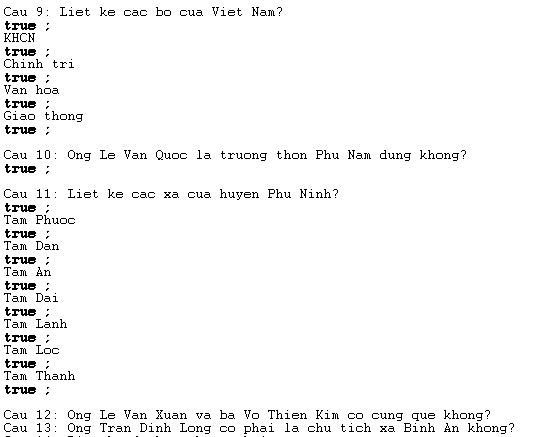 Cau 9: Liet ke cac bo cua Viet Nam?
true ;
KHCN
true ;
Chinh tri
true ;
Van hoa
true ;
Giao thong
true ;
Cau 10: Ong Le Van Quoc la truong thon Phu Nam dung khong?
true ;
Cau 11: Liet ke cac xa cua huyen Phu Ninh?
true ;
Tam Phuoc
true ;
Tam Dan
true ;
Tam An
true ;
Tam Dai
true ;
Tam Lanh
true ;
Tam Loc
true ;
Tam Thanh
true ;
Cau 12: Ong Le Van Xuan va ba Vo Thien Kim co cung que khong?
Cau 13: Ong Tran Dinh Long co phai la chu tich xa Binh An khong?